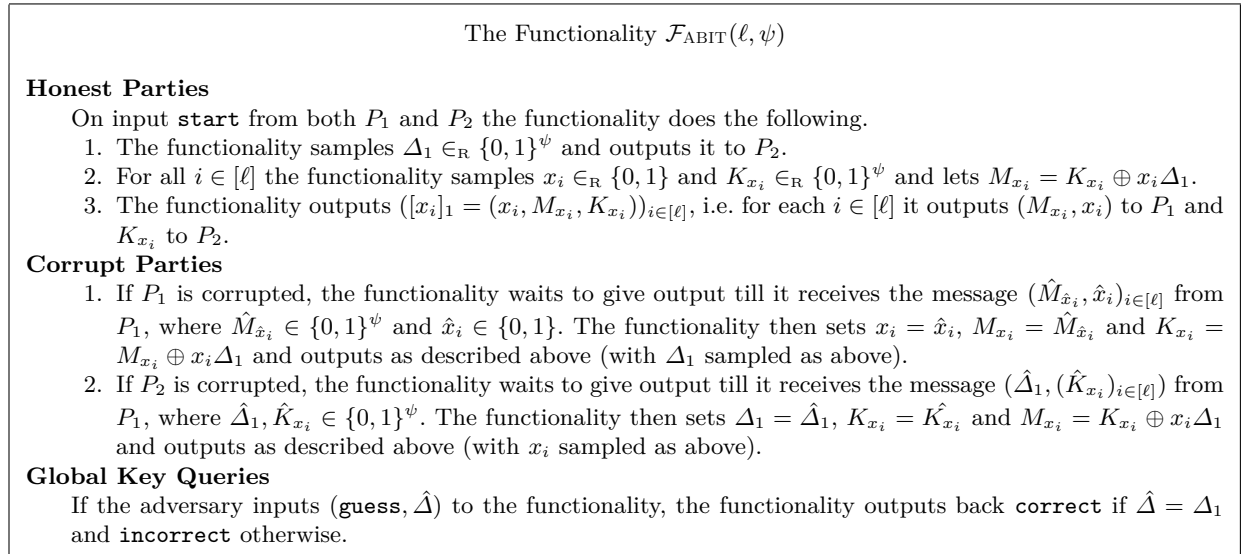 The Functionality F_ABIT(ℓ, ψ)
Honest Parties
On input start from both P₁ and P₂ the functionality does the following.
1. The functionality samples Δ₁ ∈_R {0, 1}^ψ and outputs it to P₂.
2. For all i ∈ [ℓ] the functionality samples x_i ∈_R {0, 1} and K_{x_i} ∈_R {0, 1}^ψ and lets M_{x_i} = K_{x_i} ⊕ x_iΔ₁.
3. The functionality outputs ([x_i]₁ = (x_i, M_{x_i}, K_{x_i}))_{i∈[ℓ]}, i.e. for each i ∈ [ℓ] it outputs (M_{x_i}, x_i) to P₁ and
K_{x_i} to P₂.
Corrupt Parties
1. If P₁ is corrupted, the functionality waits to give output till it receives the message (M̂_{x̂_i}, x̂_i)_{i∈[ℓ]} from
P₁, where M̂_{x̂_i} ∈ {0, 1}^ψ and x̂_i ∈ {0, 1}. The functionality then sets x_i = x̂_i, M_{x_i} = M̂_{x̂_i} and K_{x_i} =
M_{x_i} ⊕ x_iΔ₁ and outputs as described above (with Δ₁ sampled as above).
2. If P₂ is corrupted, the functionality waits to give output till it receives the message (Δ̂₁, (K̂_{x_i})_{i∈[ℓ]}) from
P₁, where Δ̂₁, K̂_{x_i} ∈ {0, 1}^ψ. The functionality then sets Δ₁ = Δ̂₁, K_{x_i} = K̂_{x_i} and M_{x_i} = K_{x_i} ⊕ x_iΔ₁
and outputs as described above (with x_i sampled as above).
Global Key Queries
If the adversary inputs (guess, Δ̂) to the functionality, the functionality outputs back correct if Δ̂ = Δ₁
and incorrect otherwise.